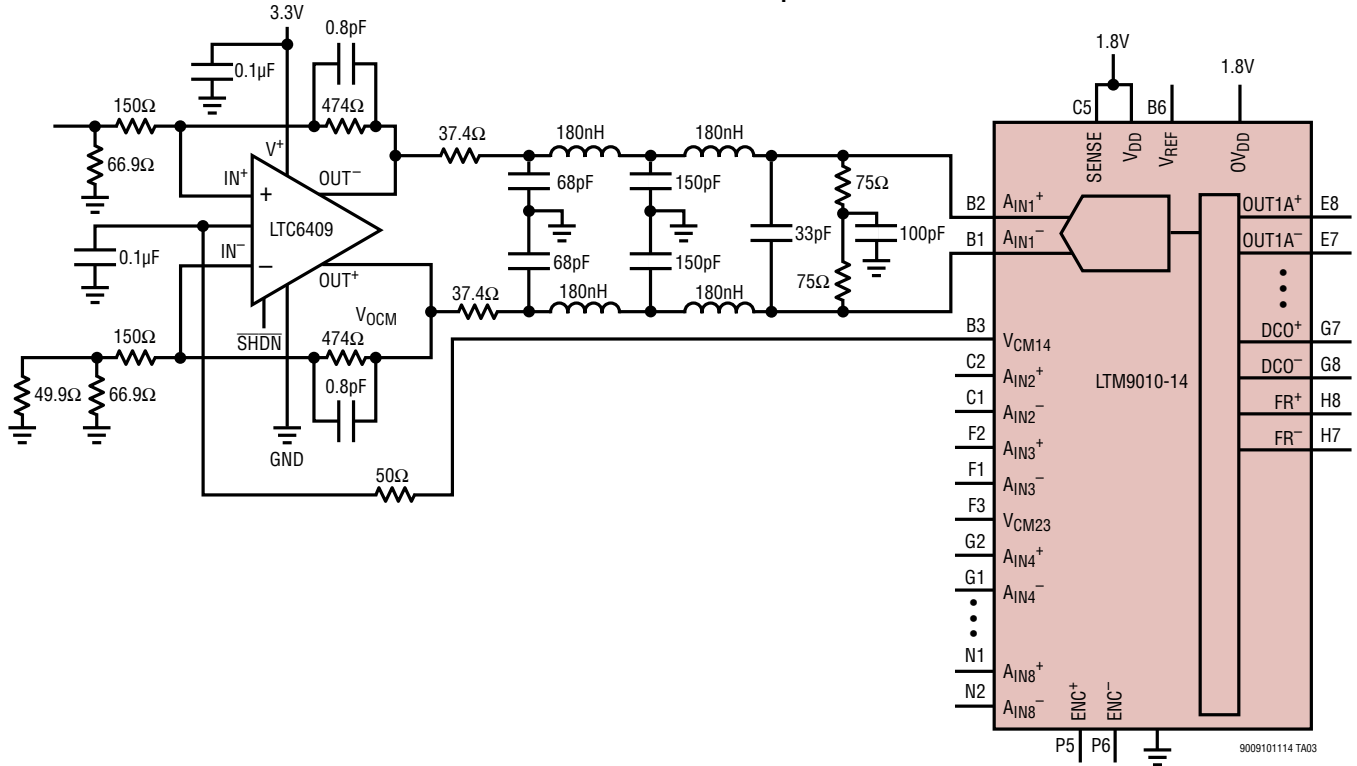 3.3V
0.8pF
0.1µF
150Ω
474Ω
66.9Ω
V+
IN+
OUT−
+
LTC6409
0.1µF
IN−
−
OUT+
SHDN
VOCM
150Ω
474Ω
0.8pF
49.9Ω
66.9Ω
GND
50Ω
37.4Ω
180nH
180nH
68pF
150pF
75Ω
33pF
100pF
68pF
150pF
75Ω
37.4Ω
180nH
180nH
1.8V
1.8V
C5
B6
SENSE
VDD
VREF
OVDD
B2
AIN1+
B1
AIN1−
B3
VCM14
C2
AIN2+
C1
AIN2−
F2
AIN3+
F1
AIN3−
F3
VCM23
G2
AIN4+
G1
AIN4−
N1
AIN8+
N2
AIN8−
LTM9010-14
OUT1A+
E8
OUT1A−
E7
DCO+
G7
DCO−
G8
FR+
H8
FR−
H7
ENC+
ENC−
P5
P6
9009101114 TA03